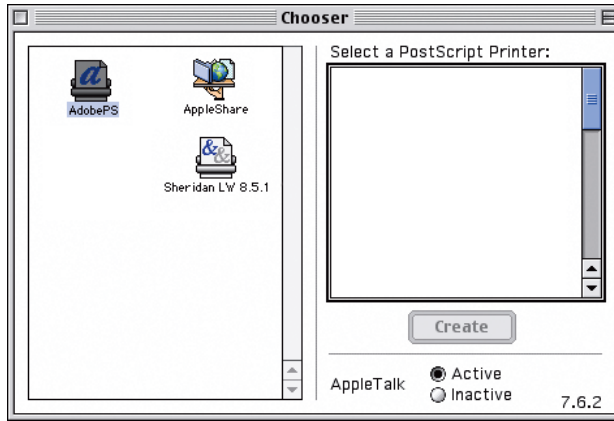 Chooser
Select a PostScript Printer:
AdobePS
AppleShare
Sheridan LW 8.5.1
Create
AppleTalk
Active
Inactive
7.6.2